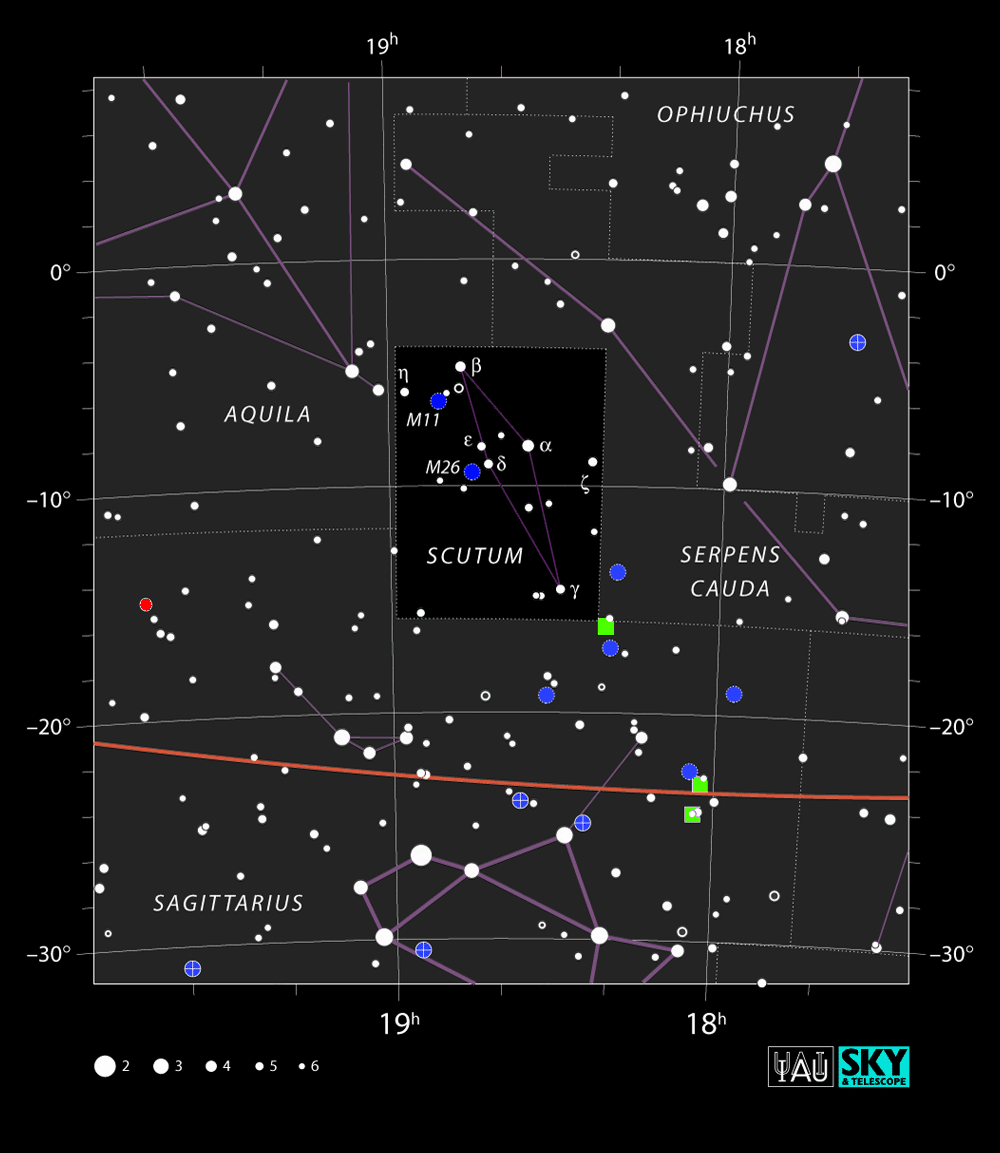 19h 18h
OPHIUCHUS
0° 0°
β
η
M11
AQUILA
ε α
M26 δ
ζ
−10° −10°
SCUTUM
SERPENS
CAUDA
γ
−20° −20°
SAGITTARIUS
−30° −30°
19h 18h
2 3 4 5 6
IAU
SKY
& TELESCOPE